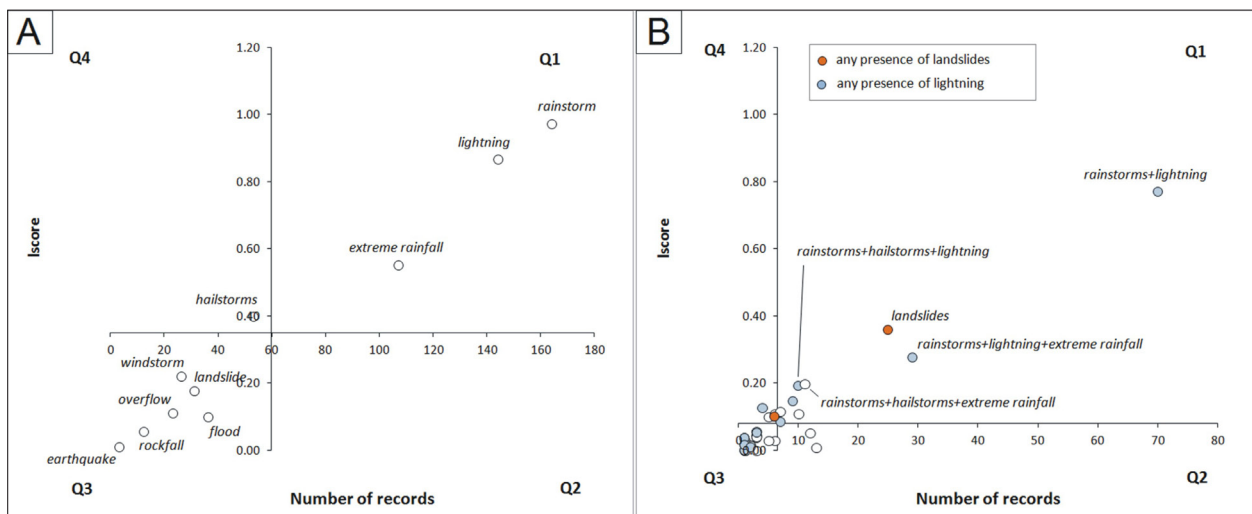 A
Q4
Q1
Q3
Q2
Iscore
1.20
1.00
0.80
0.60
0.40
0.20
0.00
0 20 40 60 80 100 120 140 160 180
Number of records
rainstorm
lightning
extreme rainfall
hailstorms
windstorm
landslide
overflow
flood
rockfall
earthquake
B
Q4
Q1
Q3
Q2
any presence of landslides
any presence of lightning
Iscore
1.20
1.00
0.80
0.60
0.40
0.20
0.00
0 10 20 30 40 50 60 70 80
Number of records
rainstorms+lightning
rainstorms+hailstorms+lightning
landslides
rainstorms+lightning+extreme rainfall
rainstorms+hailstorms+extreme rainfall